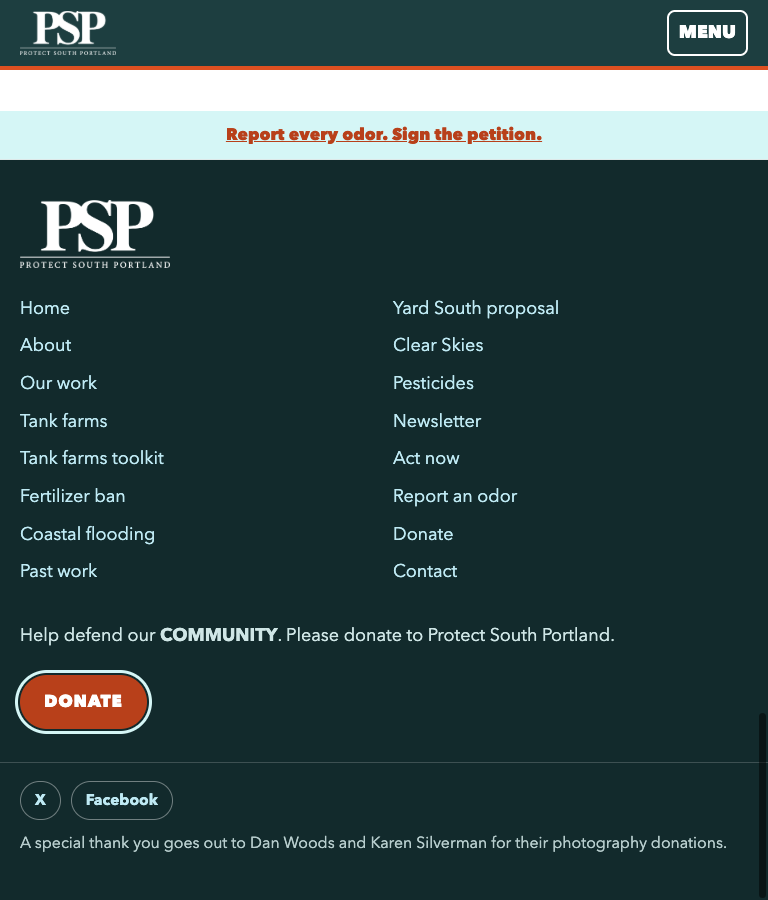 PSP
PROTECT SOUTH PORTLAND
MENU
Report every odor. Sign the petition.
PSP
PROTECT SOUTH PORTLAND
Home
About
Our work
Tank farms
Tank farms toolkit
Fertilizer ban
Coastal flooding
Past work
Yard South proposal
Clear Skies
Pesticides
Newsletter
Act now
Report an odor
Donate
Contact
Help defend our COMMUNITY. Please donate to Protect South Portland.
DONATE
X
Facebook
A special thank you goes out to Dan Woods and Karen Silverman for their photography donations.